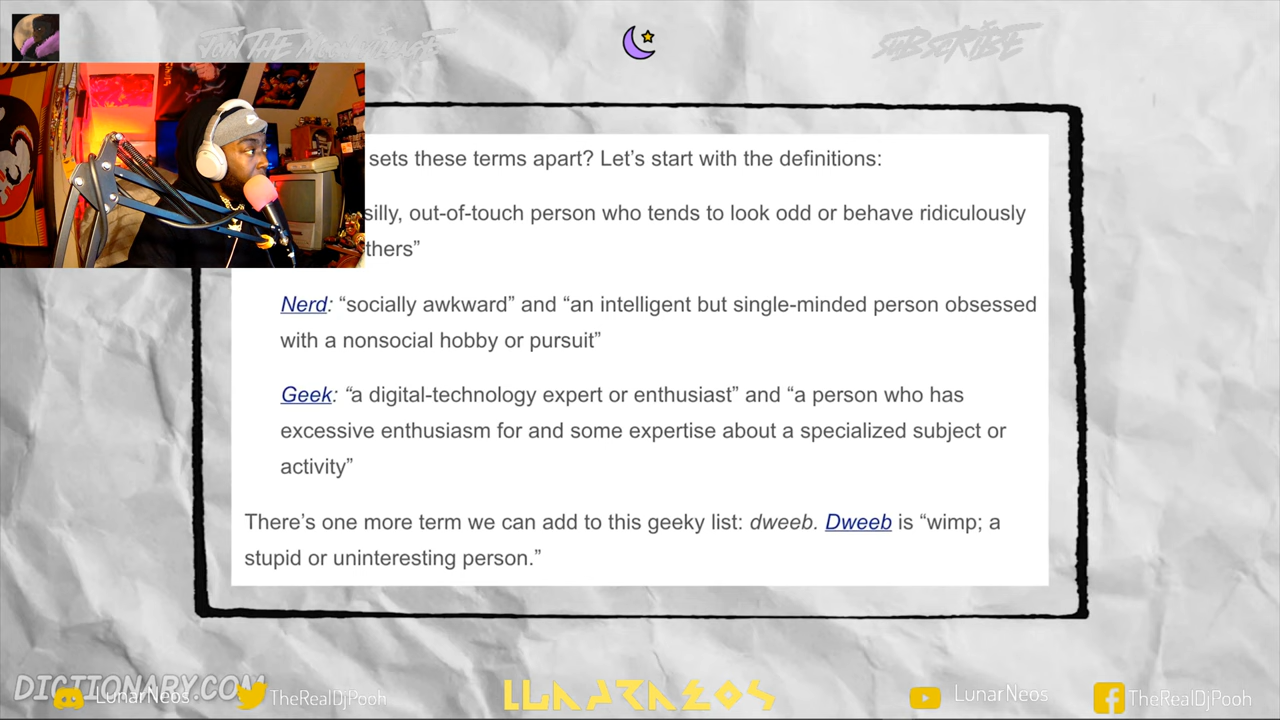 JOIN THE
SUBSCRIBE
sets these terms apart? Let’s start with the definitions:
silly, out-of-touch person who tends to look odd or behave ridiculously
thers”
Nerd: “socially awkward” and “an intelligent but single-minded person obsessed
with a nonsocial hobby or pursuit”
Geek: “a digital-technology expert or enthusiast” and “a person who has
excessive enthusiasm for and some expertise about a specialized subject or
activity”
There’s one more term we can add to this geeky list: dweeb. Dweeb is “wimp; a
stupid or uninteresting person.”
DICTIONARY.COM
LunarNeos
TheRealDjPooh
LUNARNEOS
LunarNeos
TheRealDjPooh